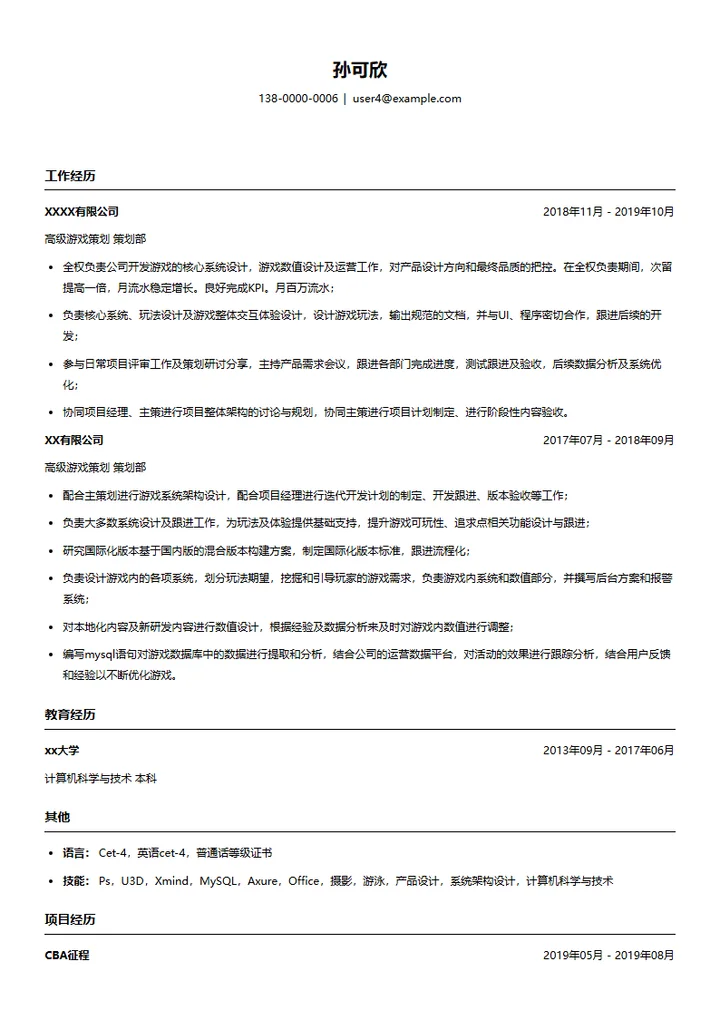 孙可欣
138-0000-0006 | user4@example.com
工作经历
XXXX有限公司 2018年11月 - 2019年10月
高级游戏策划 策划部
• 全权负责公司开发游戏的核心系统设计，游戏数值设计及运营工作，对产品设计方向和最终品质的把控。在全权负责期间，次留
提高一倍，月流水稳定增长。良好完成KPI。月百万流水；
• 负责核心系统、玩法设计及游戏整体交互体验设计，设计游戏玩法，输出规范的文档，并与UI、程序密切合作，跟进后续的开
发；
• 参与日常项目评审工作及策划研讨分享，主持产品需求会议，跟进各部门完成进度，测试跟进及验收，后续数据分析及系统优
化；
• 协同项目经理、主策进行项目整体架构的讨论与规划，协同主策进行项目计划制定、进行阶段性内容验收。
XX有限公司 2017年07月 - 2018年09月
高级游戏策划 策划部
• 配合主策划进行游戏系统架构设计，配合项目经理进行迭代开发计划的制定、开发跟进、版本验收等工作；
• 负责大多数系统设计及跟进工作，为玩法及体验提供基础支持，提升游戏可玩性、追求点相关功能设计与跟进；
• 研究国际化版本基于国内版的混合版本构建方案，制定国际化版本标准，跟进流程化；
• 负责设计游戏内的各项系统，划分玩法期望，挖掘和引导玩家的游戏需求，负责游戏内系统和数值部分，并撰写后台方案和报警
系统；
• 对本地化内容及新研发内容进行数值设计，根据经验及数据分析来及时对游戏内数值进行调整；
• 编写mysql语句对游戏数据库中的数据进行提取和分析，结合公司的运营数据平台，对活动的效果进行跟踪分析，结合用户反馈
和经验以不断优化游戏。
教育经历
xx大学 2013年09月 - 2017年06月
计算机科学与技术 本科
其他
• 语言： Cet-4，英语cet-4，普通话等级证书
• 技能： Ps，U3D，Xmind，MySQL，Axure，Office，摄影，游泳，产品设计，系统架构设计，计算机科学与技术
项目经历
CBA征程 2019年05月 - 2019年08月